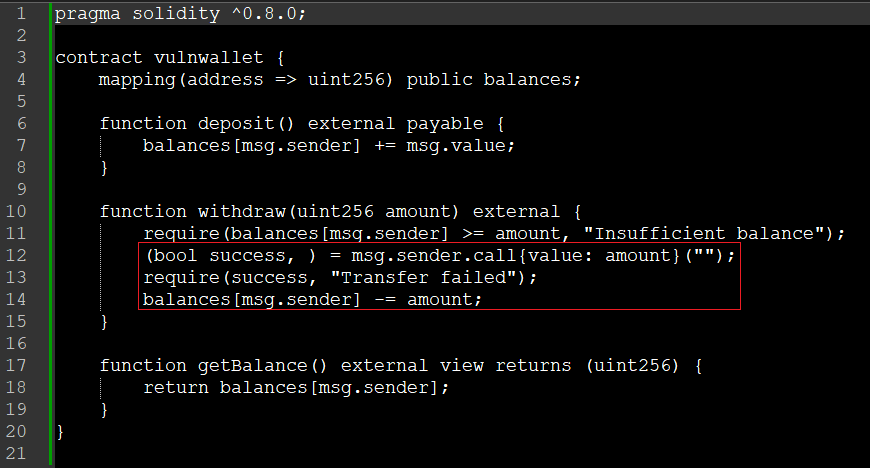 1 pragma solidity ^0.8.0;
2
3 contract vulnwallet {
4 mapping(address => uint256) public balances;
5
6 function deposit() external payable {
7 balances[msg.sender] += msg.value;
8 }
9
10 function withdraw(uint256 amount) external {
11 require(balances[msg.sender] >= amount, "Insufficient balance");
12 (bool success, ) = msg.sender.call{value: amount}("");
13 require(success, "Transfer failed");
14 balances[msg.sender] -= amount;
15 }
16
17 function getBalance() external view returns (uint256) {
18 return balances[msg.sender];
19 }
20 }
21